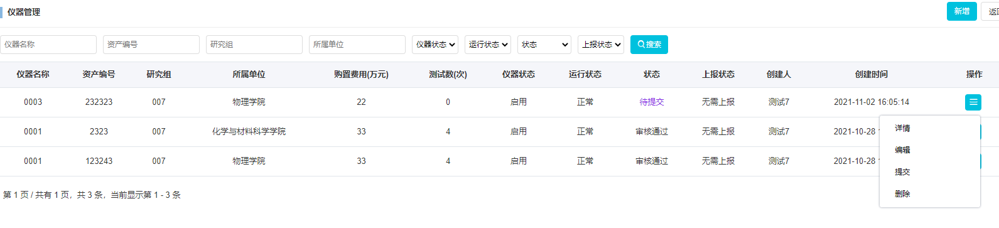 仪器管理 新增
仪器名称 资产编号 研究组 所属单位 仪器状态 运行状态 状态 上报状态 搜索
仪器名称 资产编号 研究组 所属单位 购置费用(万元) 测试数(次) 仪器状态 运行状态 状态 上报状态 创建人 创建时间 操作
0003 232323 007 物理学院 22 0 启用 正常 待提交 无需上报 测试7 2021-11-02 16:05:14
0001 2323 007 化学与材料科学学院 33 4 启用 正常 审核通过 无需上报 测试7 2021-10-28
0001 123243 007 物理学院 33 4 启用 正常 审核通过 无需上报 测试7 2021-10-28
详情
编辑
提交
删除
第 1 页 / 共有 1 页，共 3 条，当前显示第 1 - 3 条